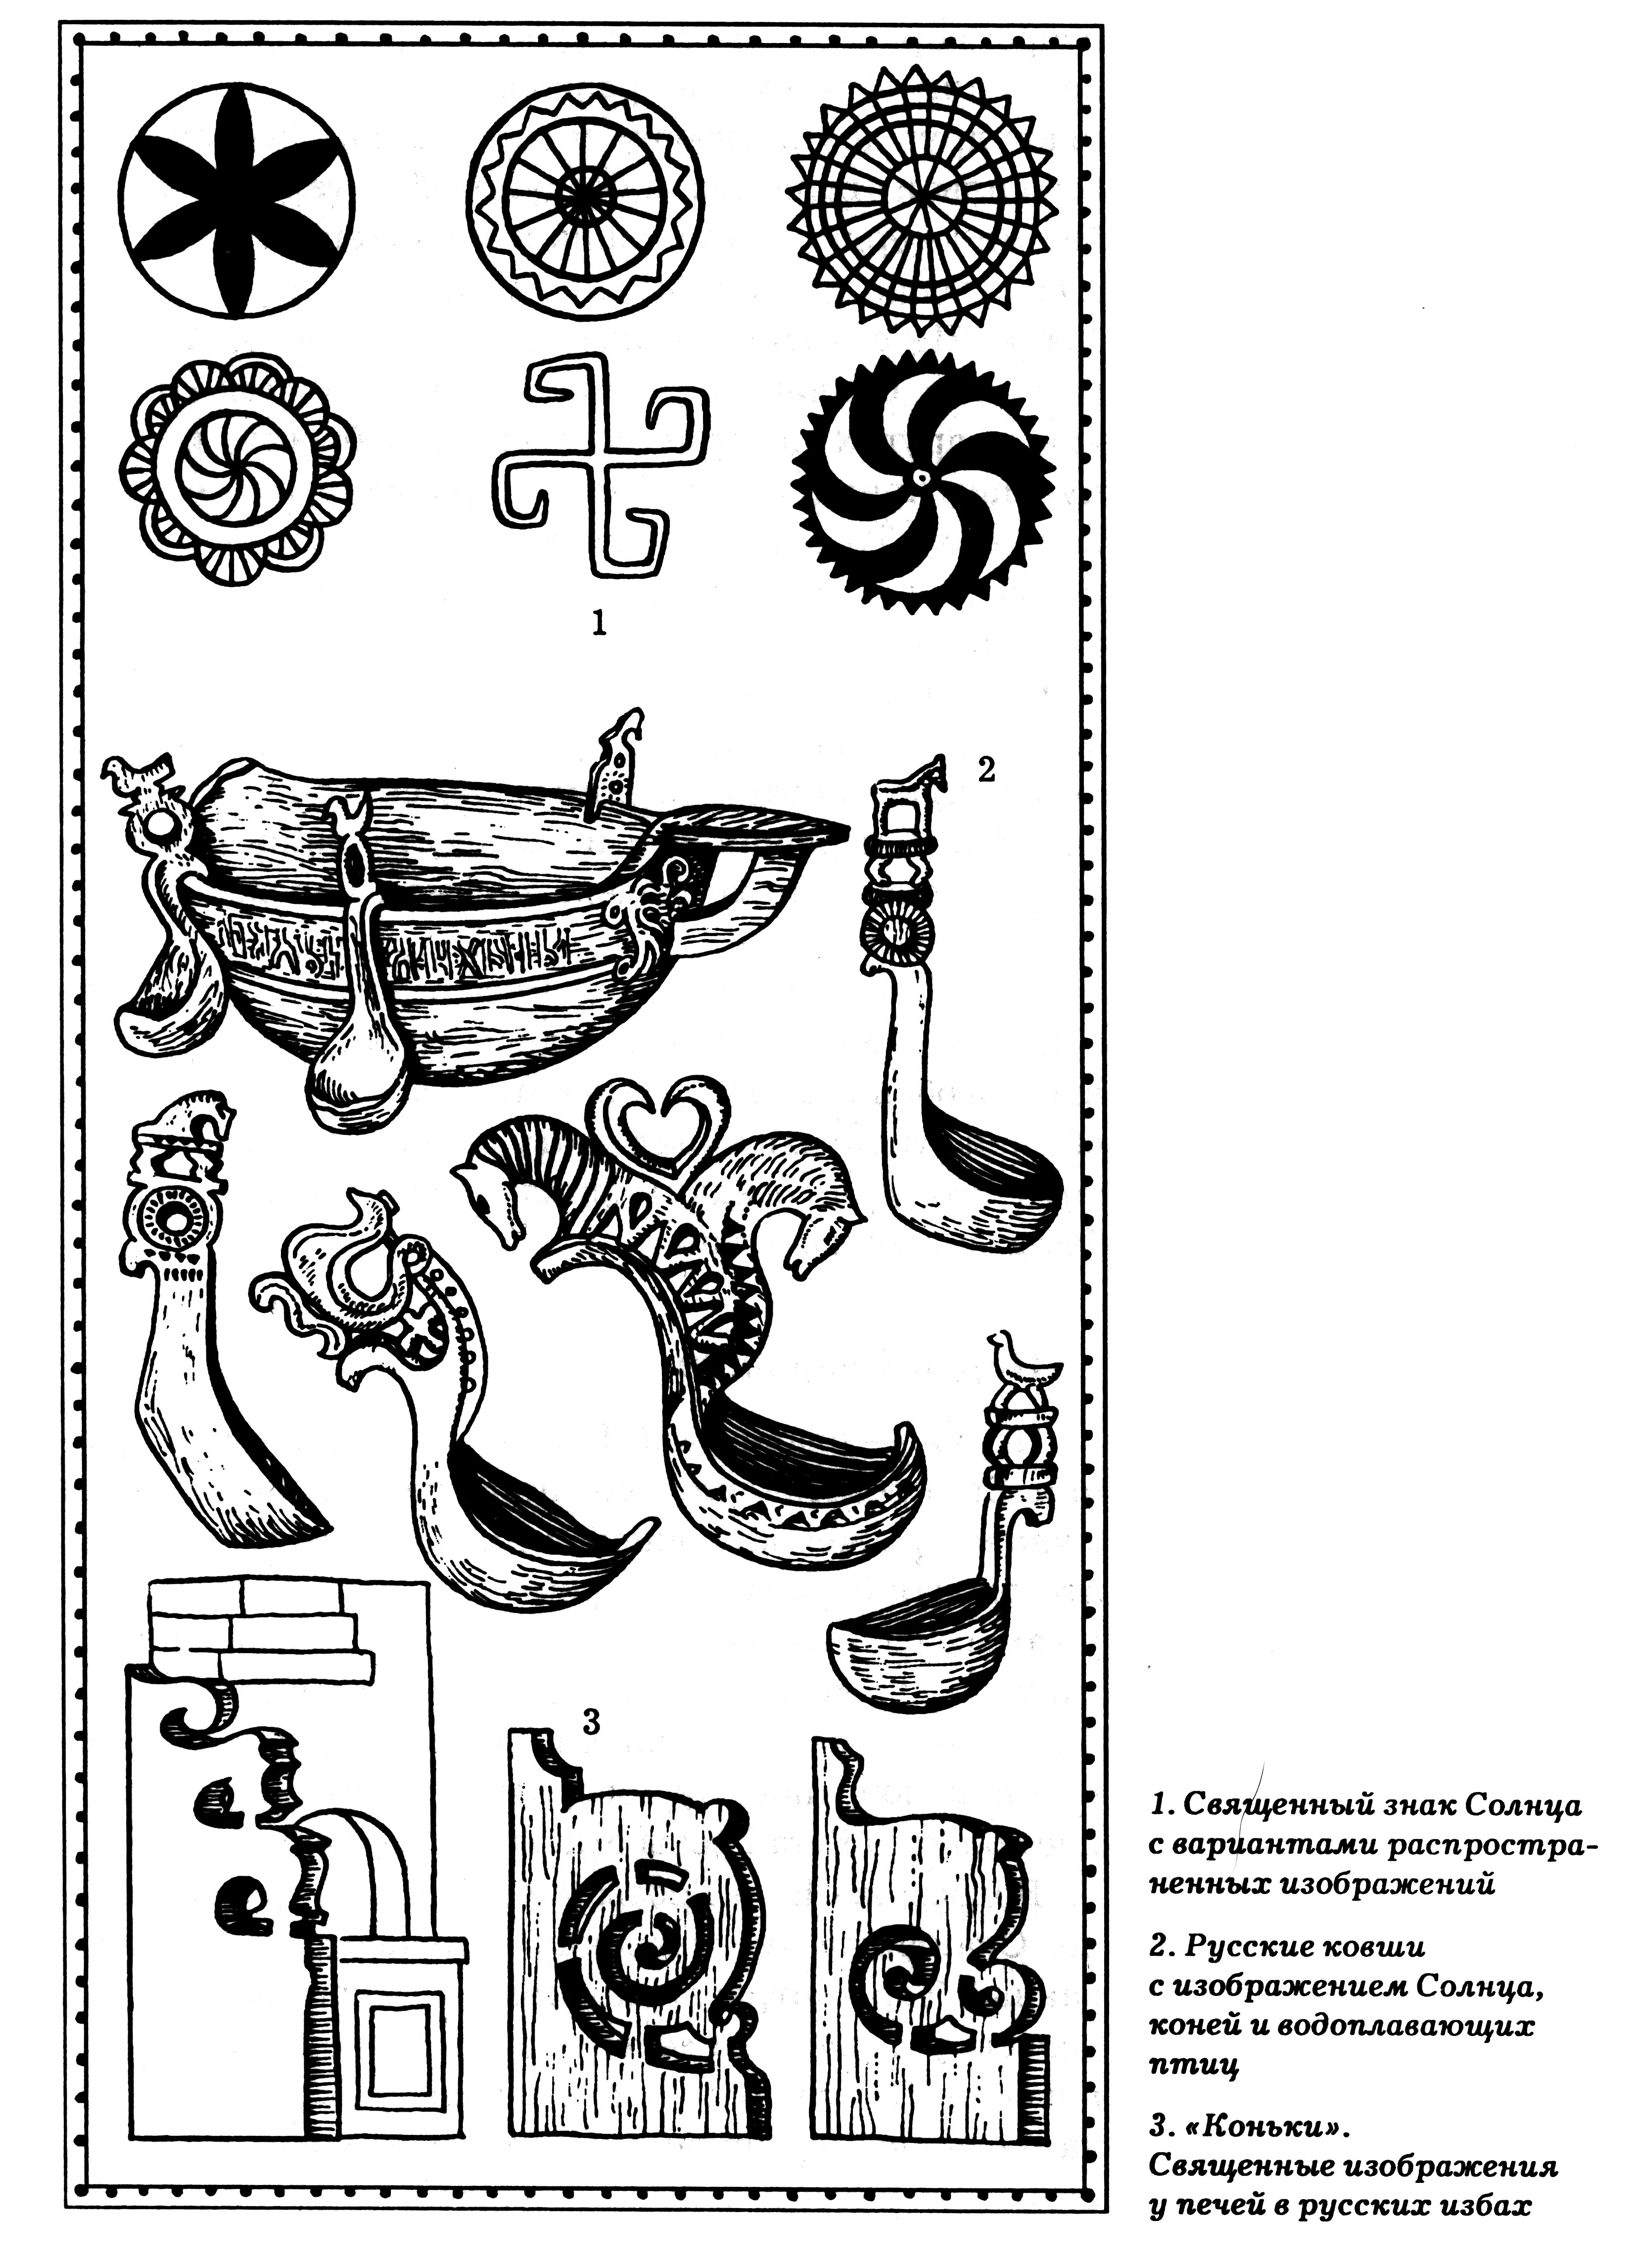 1
2
3
1. Священный знак Солнца
с вариантами распростра-
ненных изображений
2. Русские ковши
с изображением Солнца,
коней и водоплавающих
птиц
3. «Коньки».
Священные изображения
у печей в русских избах